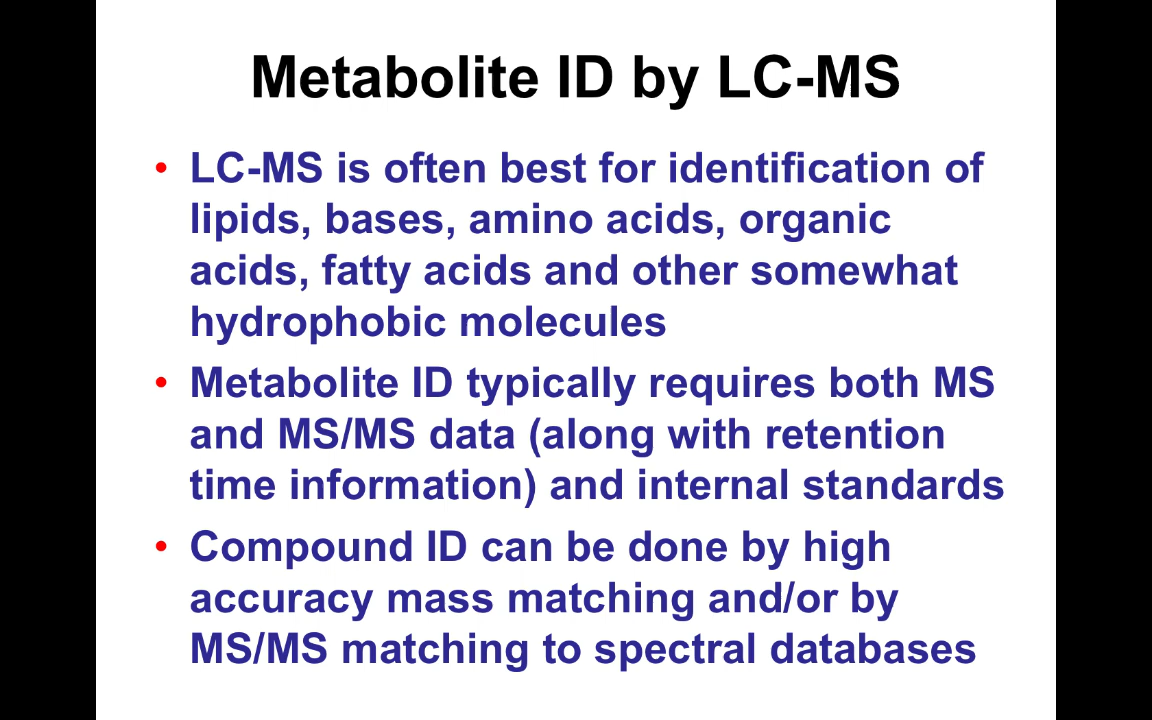 Metabolite ID by LC-MS
• LC-MS is often best for identification of
lipids, bases, amino acids, organic
acids, fatty acids and other somewhat
hydrophobic molecules
• Metabolite ID typically requires both MS
and MS/MS data (along with retention
time information) and internal standards
• Compound ID can be done by high
accuracy mass matching and/or by
MS/MS matching to spectral databases